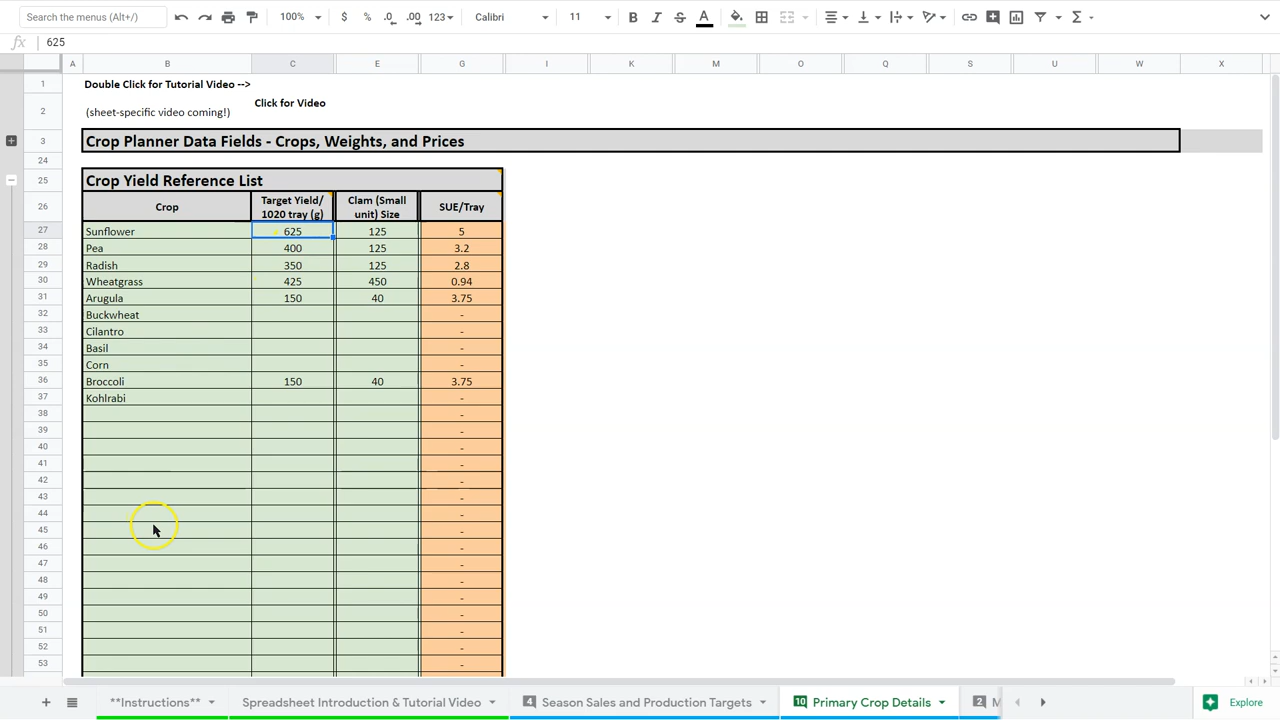 Search the menus (Alt+/) 100% $ % .0 .00 123 Calibri 11 B I S A Σ
fx 625
A B C E G I K M O Q S U W X
1 Double Click for Tutorial Video -->
2 (sheet-specific video coming!) Click for Video
3 Crop Planner Data Fields - Crops, Weights, and Prices
24
25 Crop Yield Reference List
26 Crop Target Yield/ 1020 tray (g) Clam (Small unit) Size SUE/Tray
27 Sunflower 625 125 5
28 Pea 400 125 3.2
29 Radish 350 125 2.8
30 Wheatgrass 425 450 0.94
31 Arugula 150 40 3.75
32 Buckwheat -
33 Cilantro -
34 Basil -
35 Corn -
36 Broccoli 150 40 3.75
37 Kohlrabi -
38 -
39 -
40 -
41 -
42 -
43 -
44 -
45 -
46 -
47 -
48 -
49 -
50 -
51 -
52 -
53 -
**Instructions** Spreadsheet Introduction & Tutorial Video 4 Season Sales and Production Targets 10 Primary Crop Details 2 M Explore